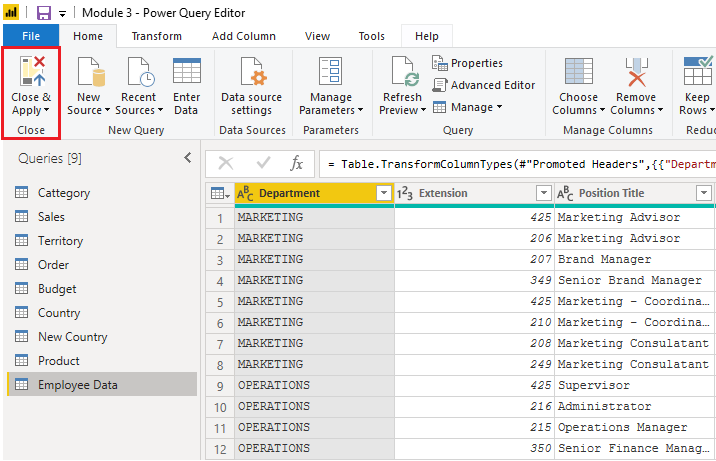 Module 3 - Power Query Editor
File Home Transform Add Column View Tools Help
Close & Apply
New Source
Recent Sources
Enter Data
Data source settings
Manage Parameters
Refresh Preview
Properties
Advanced Editor
Manage
Choose Columns
Remove Columns
Keep Rows
Close New Query Data Sources Parameters Query Manage Columns Reduc
Queries [9]
fx = Table.TransformColumnTypes(#"Promoted Headers",{{"Departm
Cattegory
Sales
Territory
Order
Budget
Country
New Country
Product
Employee Data
ABC Department 123 Extension ABC Position Title
1 MARKETING 425 Marketing Advisor
2 MARKETING 206 Marketing Advisor
3 MARKETING 207 Brand Manager
4 MARKETING 349 Senior Brand Manager
5 MARKETING 425 Marketing - Coordina...
6 MARKETING 210 Marketing - Coordina...
7 MARKETING 208 Marketing Consulatant
8 MARKETING 249 Marketing Consulatant
9 OPERATIONS 425 Supervisor
10 OPERATIONS 216 Administrator
11 OPERATIONS 215 Operations Manager
12 OPERATIONS 350 Senior Finance Manag...